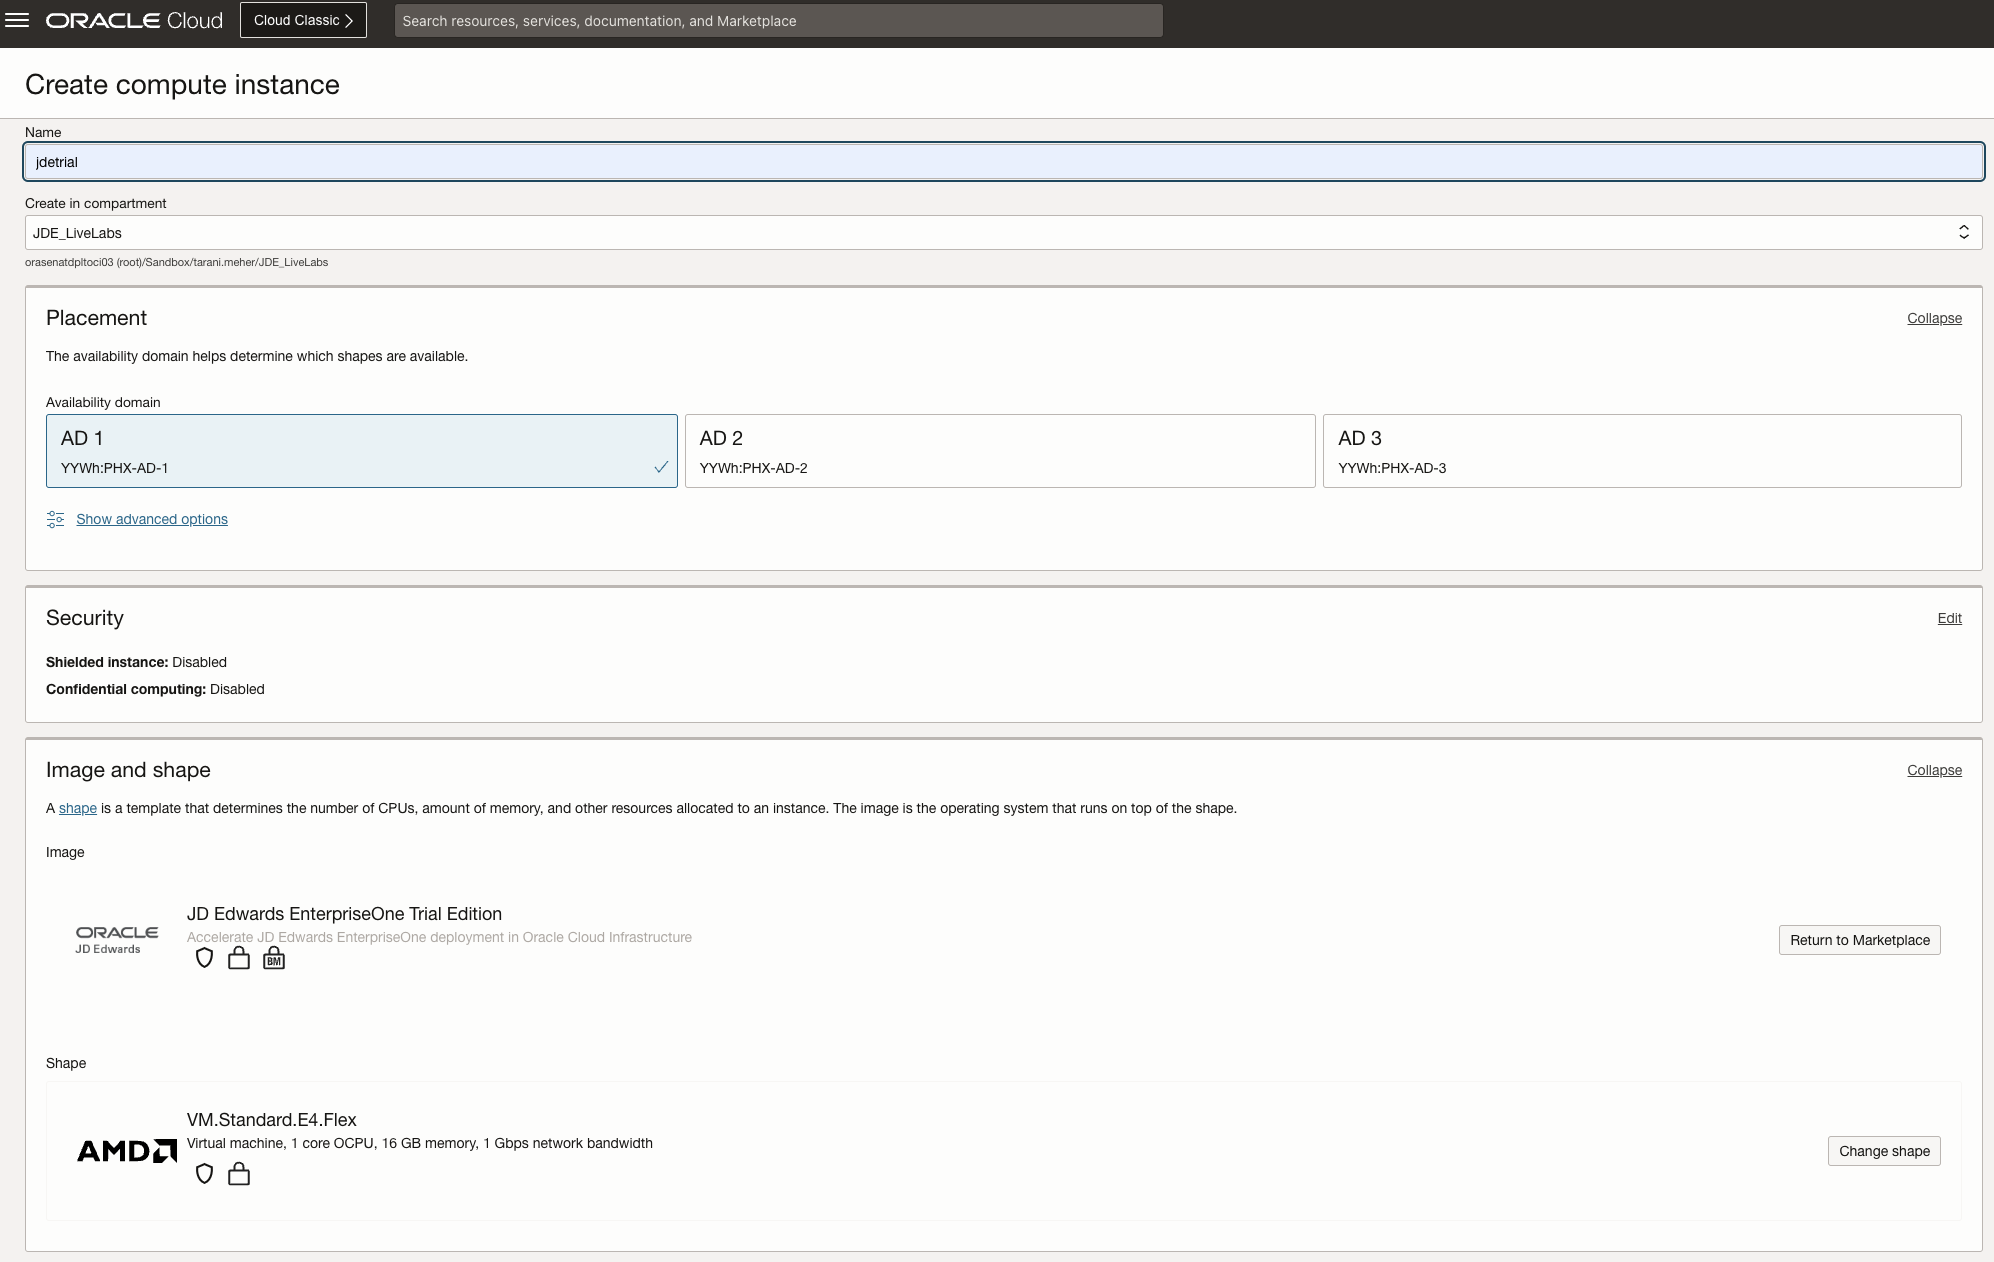 ORACLE Cloud
Cloud Classic
Search resources, services, documentation, and Marketplace
Create compute instance
Name
jdetrial
Create in compartment
JDE_LiveLabs
orasenatdpltoci03 (root)/Sandbox/tarani.meher/JDE_LiveLabs
Placement
Collapse
The availability domain helps determine which shapes are available.
Availability domain
AD 1
YYWh:PHX-AD-1
AD 2
YYWh:PHX-AD-2
AD 3
YYWh:PHX-AD-3
Show advanced options
Security
Edit
Shielded instance: Disabled
Confidential computing: Disabled
Image and shape
Collapse
A shape is a template that determines the number of CPUs, amount of memory, and other resources allocated to an instance. The image is the operating system that runs on top of the shape.
Image
ORACLE
JD Edwards
JD Edwards EnterpriseOne Trial Edition
Accelerate JD Edwards EnterpriseOne deployment in Oracle Cloud Infrastructure
BM
Return to Marketplace
Shape
AMD
VM.Standard.E4.Flex
Virtual machine, 1 core OCPU, 16 GB memory, 1 Gbps network bandwidth
Change shape